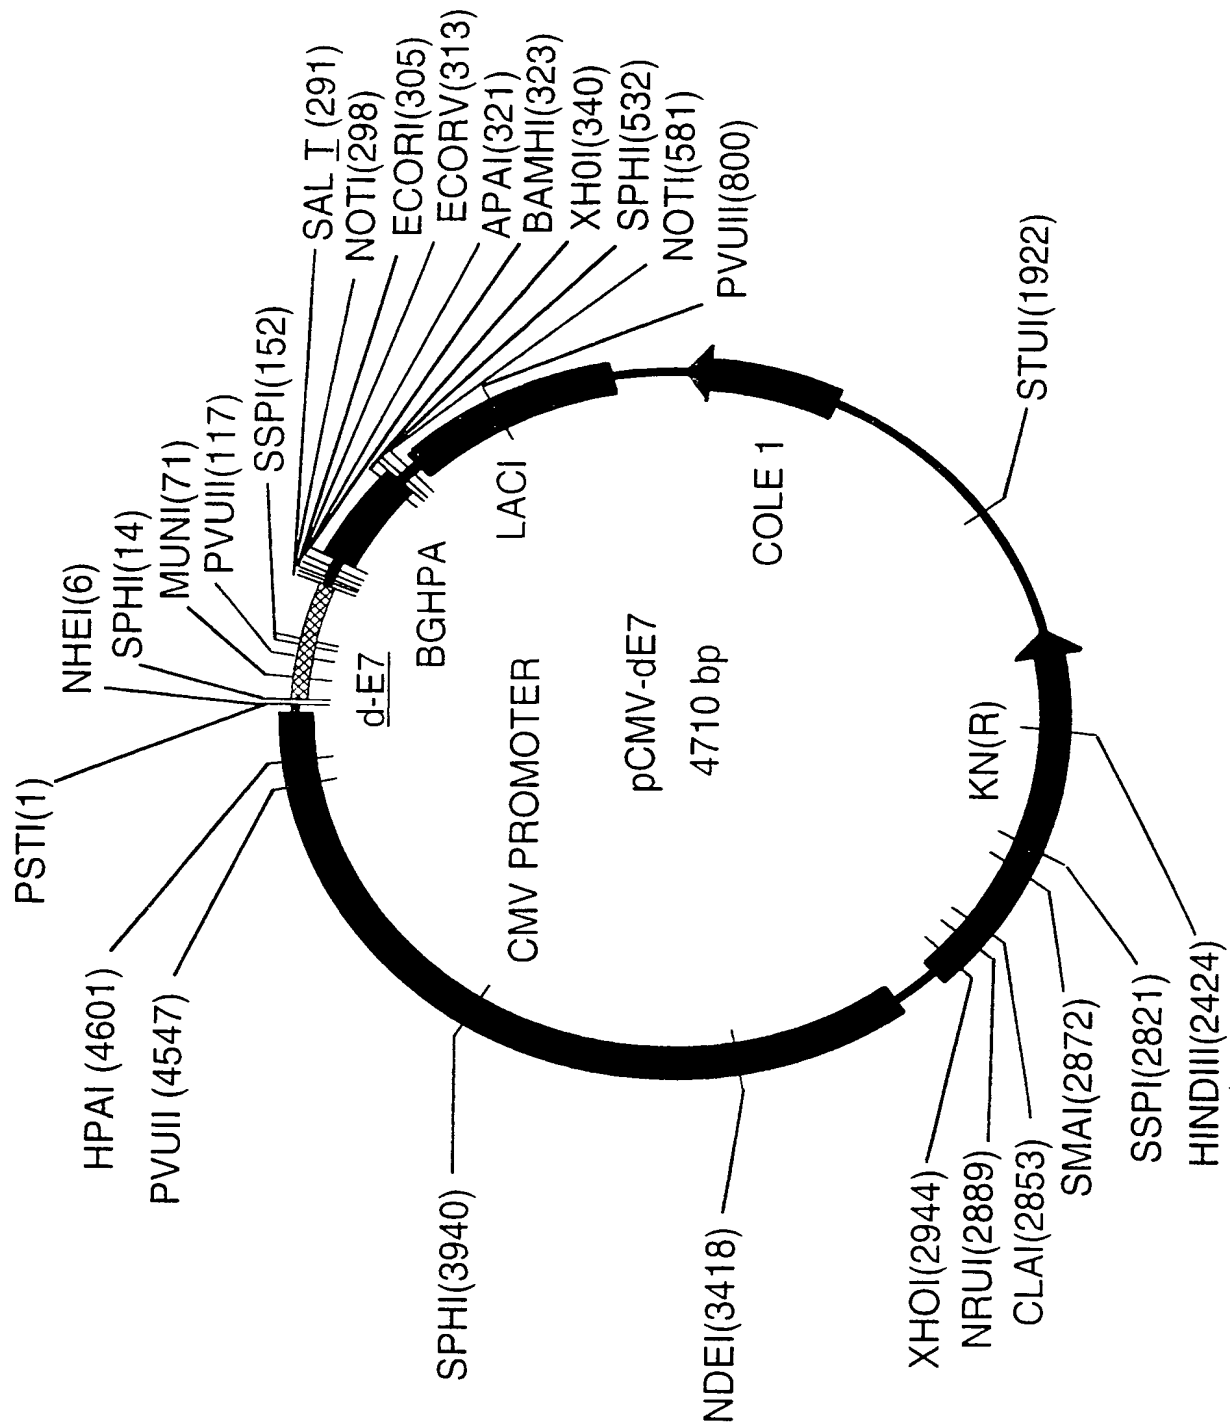 PSTI(1)
NHEI(6)
SPHI(14)
MUNI(71)
PVUII(117)
SSPI(152)
SAL I (291)
NOTI(298)
ECORI(305)
ECORV(313)
APAI(321)
BAMHI(323)
XH0I(340)
SPHI(532)
NOTI(581)
PVUII(800)
STUI(1922)
HINDIII(2424)
SSPI(2821)
SMAI(2872)
CLAI(2853)
NRUI(2889)
XHOI(2944)
NDEI(3418)
SPHI(3940)
PVUII (4547)
HPAI (4601)
d-E7
BGHPA
LACI
COLE 1
KN(R)
CMV PROMOTER
pCMV-dE7
4710 bp